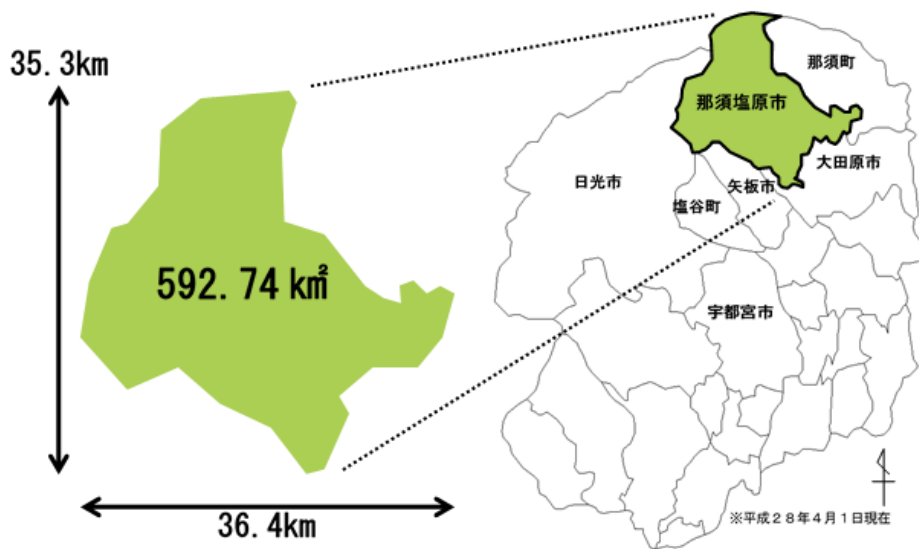 35.3km
592.74 k㎡
36.4km
那須町
那須塩原市
大田原市
日光市
矢板市
塩谷町
宇都宮市
※平成２８年４月１日現在